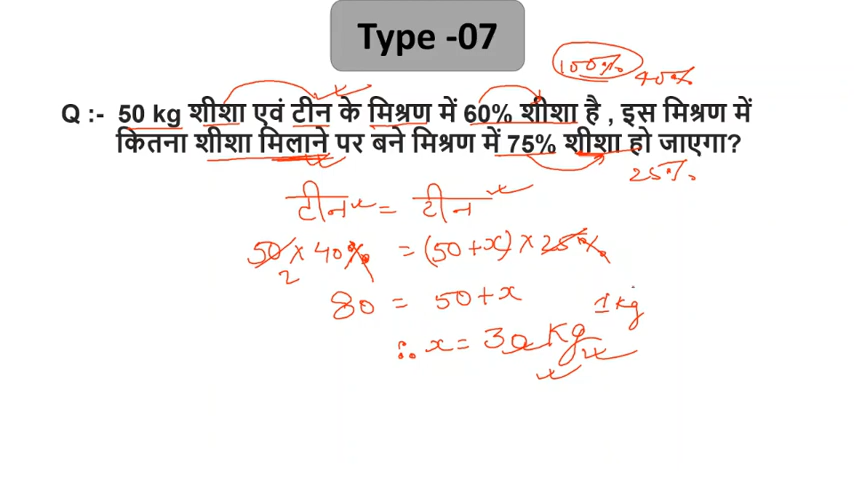 Type -07
100% 40%
Q :- 50 kg शीशा एवं टीन के मिश्रण में 60% शीशा है , इस मिश्रण में
कितना शीशा मिलाने पर बने मिश्रण में 75% शीशा हो जाएगा?
25%
टीन = टीन
50 × 40% = (50 + x) × 25%
2
80 = 50 + x
1 kg
∴ x = 30 Kg